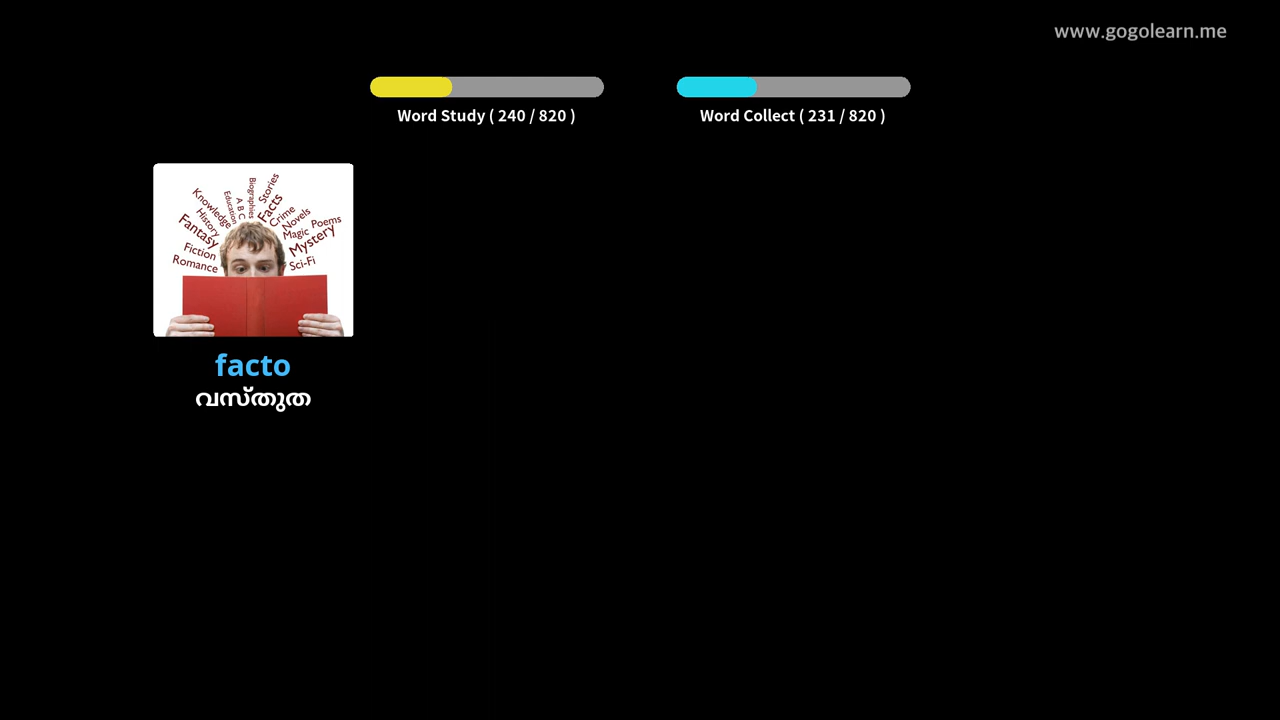 www.gogolearn.me
Word Study ( 240 / 820 )
Word Collect ( 231 / 820 )
Knowledge
History
Fantasy
Fiction
Romance
Education
A B C
Biographies
Stories
Facts
Crime
Novels
Magic
Poems
Mystery
Sci-Fi
facto
വസ്തുത